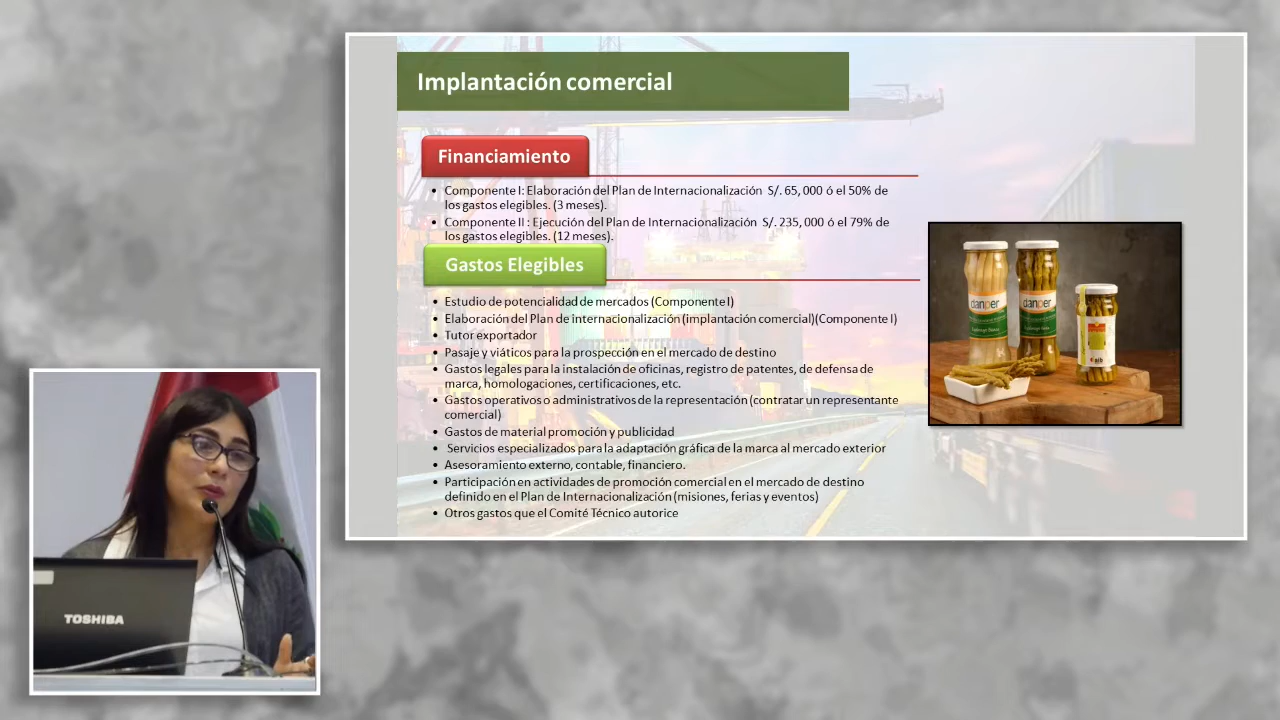 Implantación comercial
Financiamiento
• Componente I: Elaboración del Plan de Internacionalización S/. 65, 000 ó el 50% de
los gastos elegibles. (3 meses).
• Componente II : Ejecución del Plan de Internacionalización S/. 235, 000 ó el 79% de
los gastos elegibles. (12 meses).
Gastos Elegibles
• Estudio de potencialidad de mercados (Componente I)
• Elaboración del Plan de internacionalización (implantación comercial)(Componente I)
• Tutor exportador
• Pasaje y viáticos para la prospección en el mercado de destino
• Gastos legales para la instalación de oficinas, registro de patentes, de defensa de
marca, homologaciones, certificaciones, etc.
• Gastos operativos o administrativos de la representación (contratar un representante
comercial)
• Gastos de material promoción y publicidad
• Servicios especializados para la adaptación gráfica de la marca al mercado exterior
• Asesoramiento externo, contable, financiero.
• Participación en actividades de promoción comercial en el mercado de destino
definido en el Plan de Internacionalización (misiones, ferias y eventos)
• Otros gastos que el Comité Técnico autorice
danper
danper
TOSHIBA